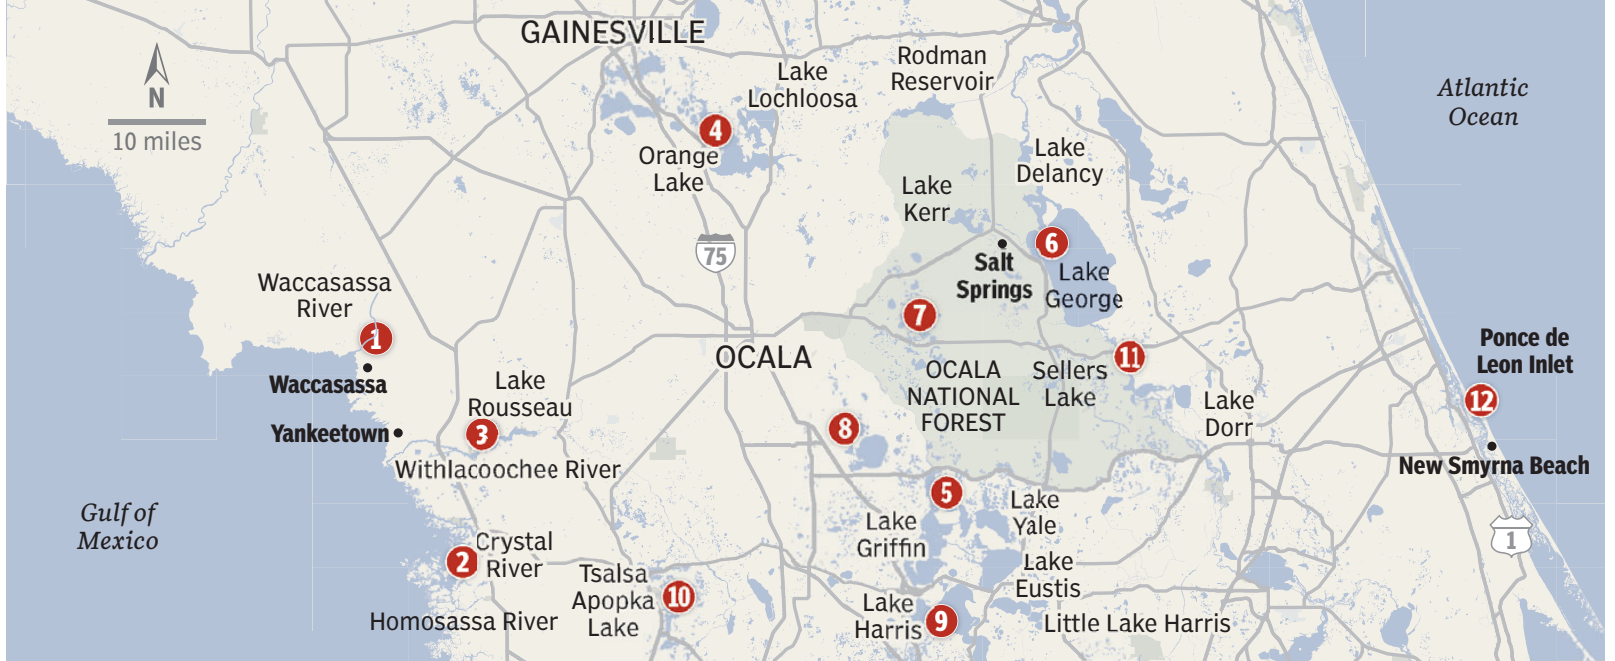 GAINESVILLE
Rodman
Reservoir
Atlantic
Ocean
N
10 miles
Lake
Lochloosa
4
Orange
Lake
Lake
Delancy
Lake
Kerr
75
6
Salt
Springs
Lake
George
Waccasassa
River
1
Waccasassa
7
OCALA
11
Ponce de
Leon Inlet
12
Lake
Rousseau
3
Yankeetown
Withlacoochee River
OCALA
NATIONAL
FOREST
Sellers
Lake
Lake
Dorr
8
New Smyrna Beach
5
Lake
Yale
Lake
Griffin
Gulf of
Mexico
1
2
Crystal
River
Tsalsa
Apopka
Lake
10
Lake
Eustis
Homosassa River
Lake
Harris
9
Little Lake Harris